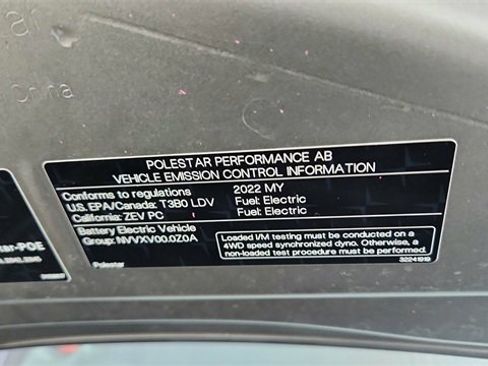 China
POLESTAR PERFORMANCE AB
VEHICLE EMISSION CONTROL INFORMATION
Conforms to regulations 2022 MY
U.S. EPA/Canada: T3B0 LDV Fuel: Electric
California: ZEV PC Fuel: Electric
Battery Electric Vehicle
Group: NVVXV00.0Z0A
Loaded I/M testing must be conducted on a
4WD speed synchronized dyno. Otherwise, a
non-loaded test procedure must be performed.
Polestar 32241919